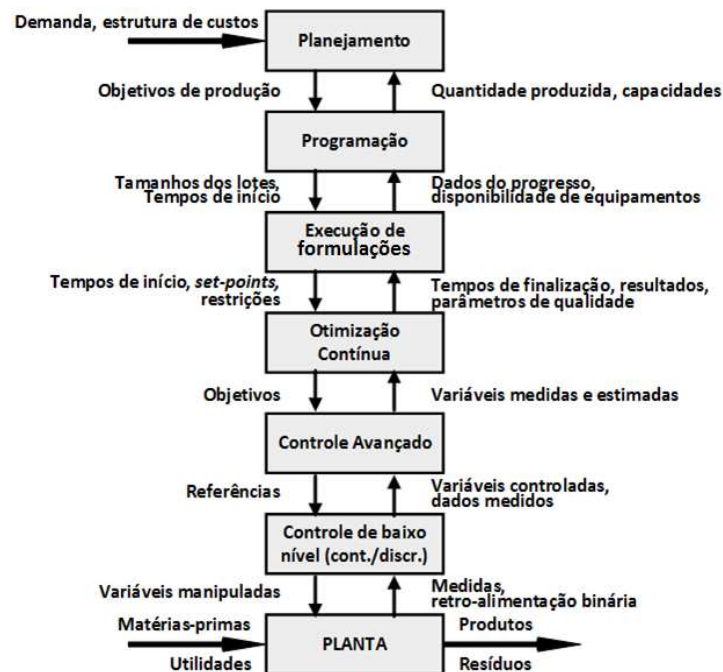 Demanda, estrutura de custos
Planejamento
Objetivos de produção
Quantidade produzida, capacidades
Programação
Tamanhos dos lotes,
Tempos de início
Dados do progresso,
disponibilidade de equipamentos
Execução de
formulações
Tempos de início, set-points,
restrições
Tempos de finalização, resultados,
parâmetros de qualidade
Otimização
Contínua
Objetivos
Variáveis medidas e estimadas
Controle Avançado
Referências
Variáveis controladas,
dados medidos
Controle de baixo
nível (cont./discr.)
Variáveis manipuladas
Medidas,
retro-alimentação binária
Matérias-primas
Utilidades
PLANTA
Produtos
Resíduos